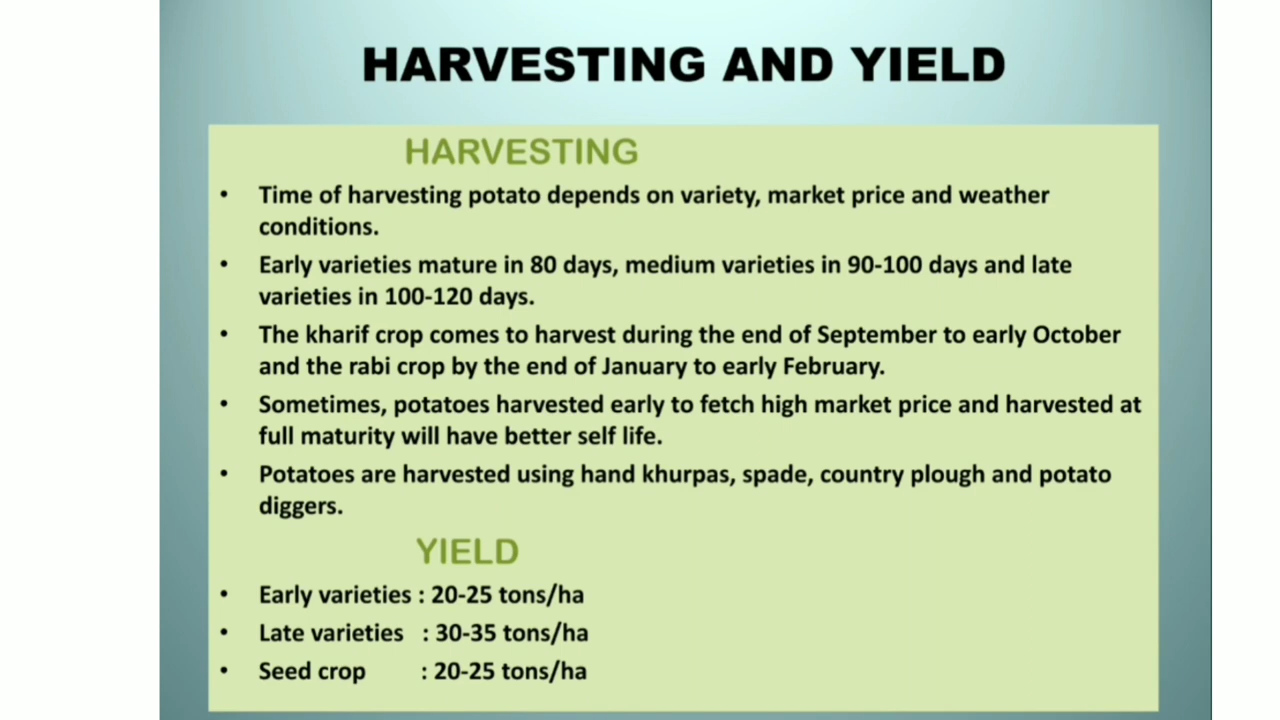 HARVESTING AND YIELD
HARVESTING
• Time of harvesting potato depends on variety, market price and weather
conditions.
• Early varieties mature in 80 days, medium varieties in 90-100 days and late
varieties in 100-120 days.
• The kharif crop comes to harvest during the end of September to early October
and the rabi crop by the end of January to early February.
• Sometimes, potatoes harvested early to fetch high market price and harvested at
full maturity will have better self life.
• Potatoes are harvested using hand khurpas, spade, country plough and potato
diggers.
YIELD
• Early varieties : 20-25 tons/ha
• Late varieties : 30-35 tons/ha
• Seed crop : 20-25 tons/ha